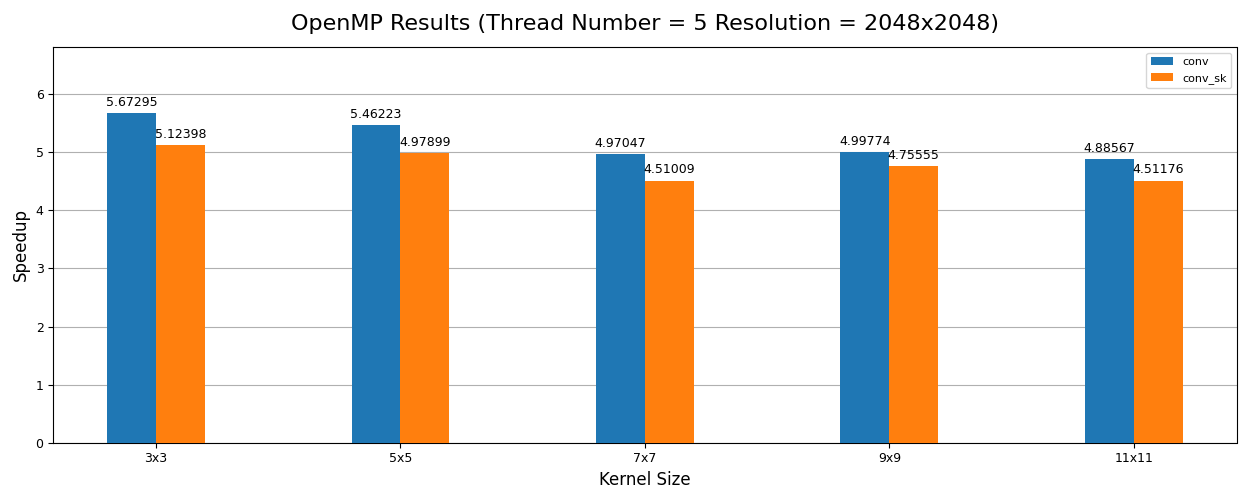 OpenMP Results (Thread Number = 5 Resolution = 2048x2048)
conv
conv_sk
Speedup
6
5
4
3
2
1
0
5.67295
5.12398
5.46223
4.97899
4.97047
4.51009
4.99774
4.75555
4.88567
4.51176
3x3
5x5
7x7
9x9
11x11
Kernel Size